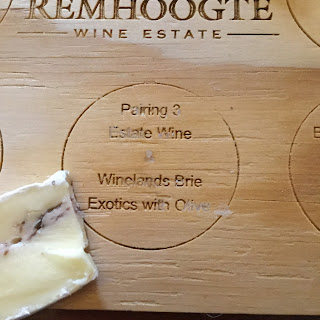 REMHOOGTE
WINE ESTATE
Pairing 3
Estate Wine
&
Winelands Brie
Exotics with Olive